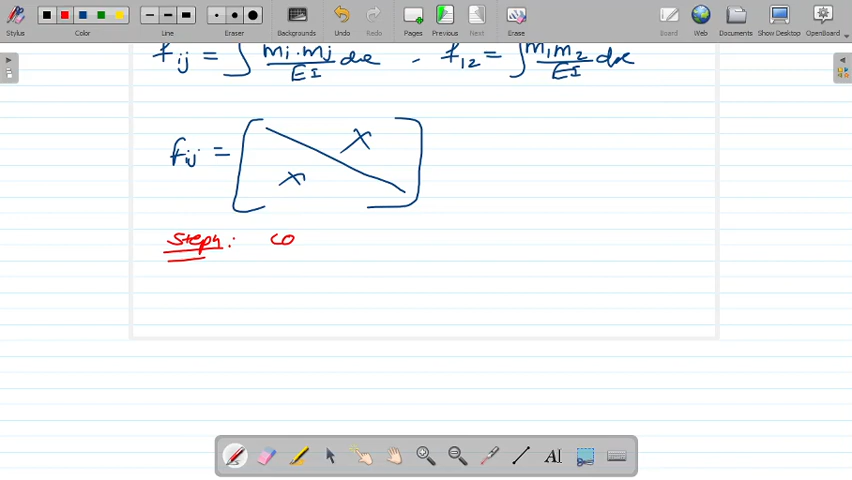 Stylus
Color
Line
Eraser
Backgrounds
Undo
Redo
Pages
Previous
Next
Erase
Board
Web
Documents
Show Desktop
OpenBoard
fij = ∫ mi·mj / EI dx , f12 = ∫ m1m2 / EI dx
fij = [ x x ]
Step4: co